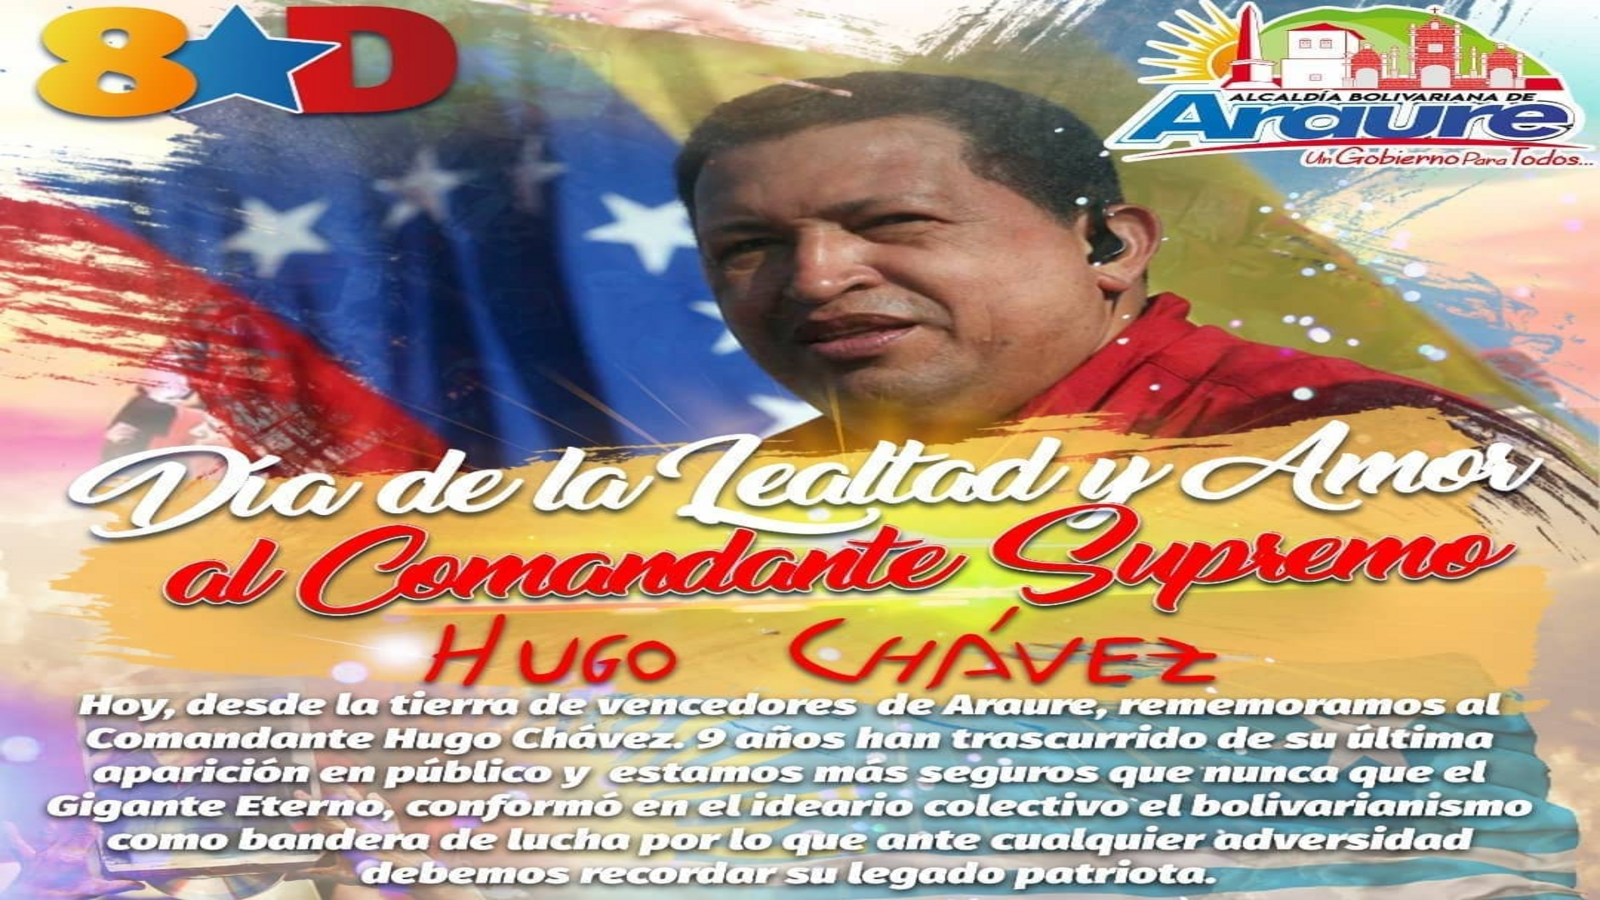 8 D
ALCALDÍA BOLIVARIANA DE
Araure
Un Gobierno Para Todos...
Día de la Lealtad y Amor
al Comandante Supremo
HUGO CHÁVEZ
Hoy, desde la tierra de vencedores de Araure, rememoramos al
Comandante Hugo Chávez. 9 años han trascurrido de su última
aparición en público y estamos más seguros que nunca que el
Gigante Eterno, conformó en el ideario colectivo el bolivarianismo
como bandera de lucha por lo que ante cualquier adversidad
debemos recordar su legado patriota.